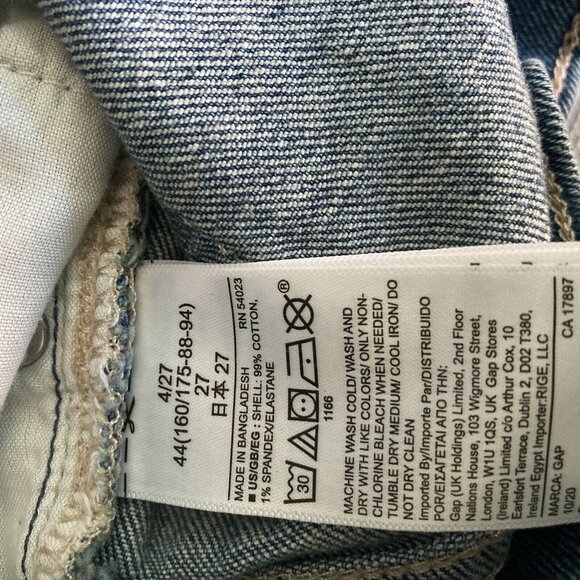 4/27
44(160/175-88-94)
27
日本 27
MADE IN BANGLADESH RN 54023
■ US/GB/EG : SHELL: 99% COTTON,
1% SPANDEX/ELASTANE
30 ®
1166
MACHINE WASH COLD/WASH AND
DRY WITH LIKE COLORS/ ONLY NON-
CHLORINE BLEACH WHEN NEEDED/
TUMBLE DRY MEDIUM/ COOL IRON/ DO
NOT DRY CLEAN
Imported By/Importe Par/DISTRIBUIDO
POR/ΕΙΣΑΓΕΤΑΙ ΑΠΟ ΤΗΝ:
Gap (UK Holdings) Limited, 2nd Floor
Nations House, 103 Wigmore Street,
London, W1U 1QS, UK Gap Stores
(Ireland) Limited c/o Arthur Cox, 10
Earlsfort Terrace, Dublin 2, D02 T380,
Ireland Egypt Importer:RIGE, LLC
MARCA: GAP
10/20 CA 17897